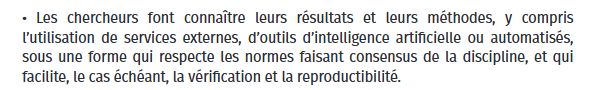 • Les chercheurs font connaître leurs résultats et leurs méthodes, y compris
l’utilisation de services externes, d’outils d’intelligence artificielle ou automatisés,
sous une forme qui respecte les normes faisant consensus de la discipline, et qui
facilite, le cas échéant, la vérification et la reproductibilité.